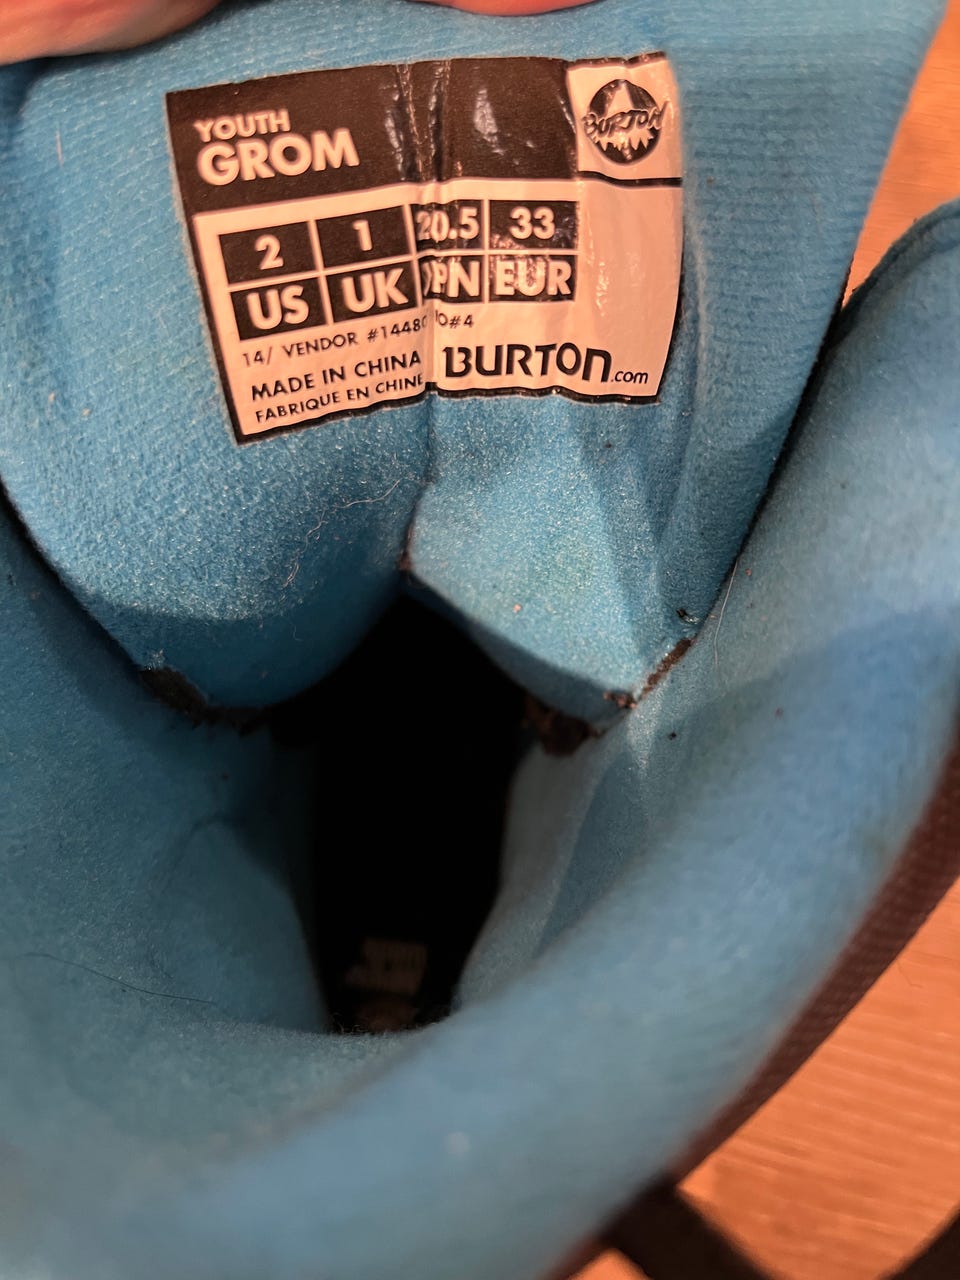 YOUTH
GROM
BURTON
2 1 20.5 33
US UK JPN EUR
14/ VENDOR #1448
MADE IN CHINA
FABRIQUE EN CHINE
BURTON.com